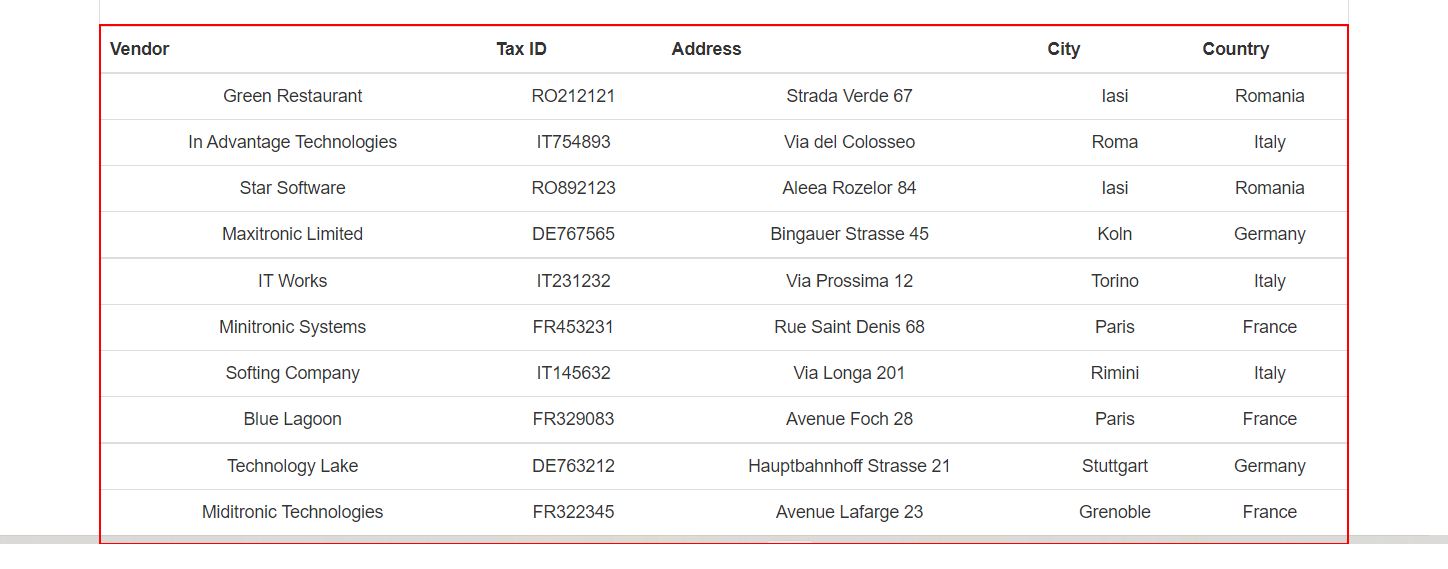 Vendor Tax ID Address City Country
Green Restaurant RO212121 Strada Verde 67 Iasi Romania
In Advantage Technologies IT754893 Via del Colosseo Roma Italy
Star Software RO892123 Aleea Rozelor 84 Iasi Romania
Maxitronic Limited DE767565 Bingauer Strasse 45 Koln Germany
IT Works IT231232 Via Prossima 12 Torino Italy
Minitronic Systems FR453231 Rue Saint Denis 68 Paris France
Softing Company IT145632 Via Longa 201 Rimini Italy
Blue Lagoon FR329083 Avenue Foch 28 Paris France
Technology Lake DE763212 Hauptbahnhoff Strasse 21 Stuttgart Germany
Miditronic Technologies FR322345 Avenue Lafarge 23 Grenoble France